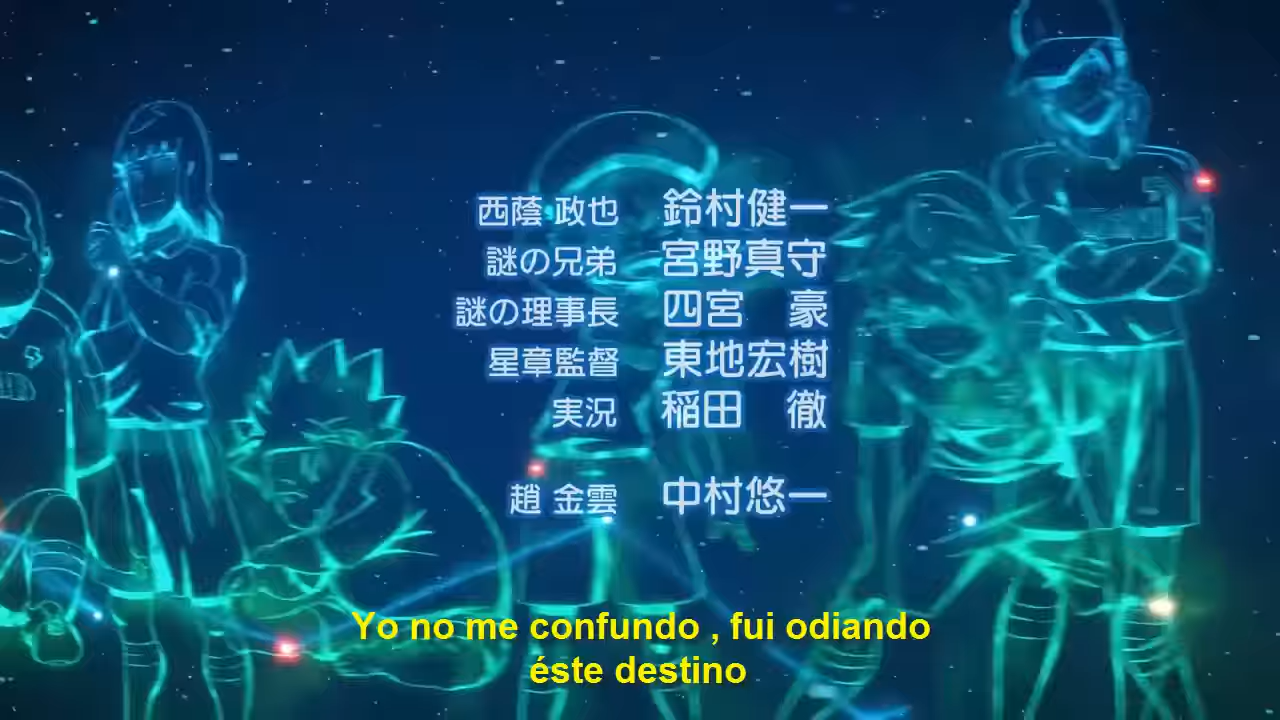 西蔭 政也 鈴村健一
謎の兄弟 宮野真守
謎の理事長 四宮 豪
星章監督 東地宏樹
実況 稲田 徹
趙 金雲 中村悠一
Yo no me confundo , fui odiando
éste destino